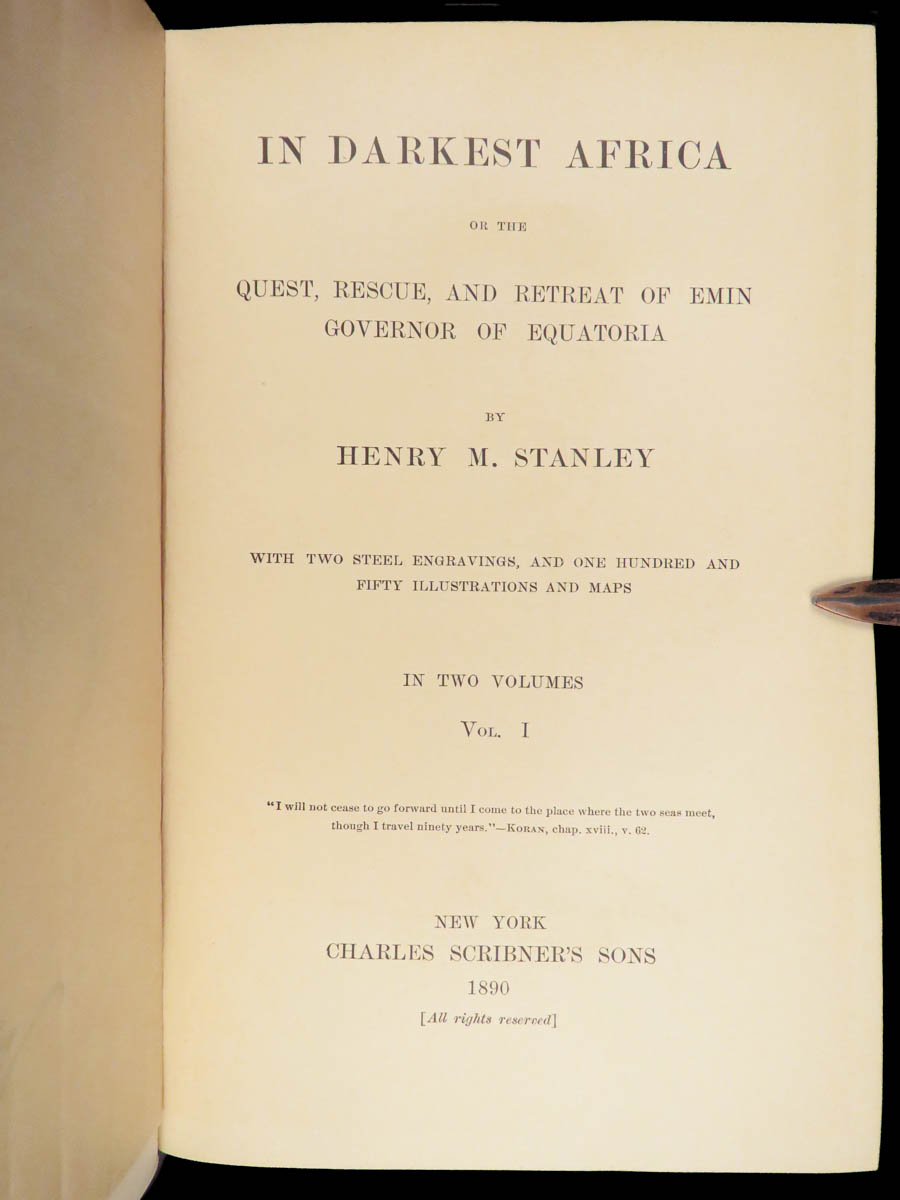 IN DARKEST AFRICA
OR THE
QUEST, RESCUE, AND RETREAT OF EMIN
GOVERNOR OF EQUATORIA
BY
HENRY M. STANLEY
WITH TWO STEEL ENGRAVINGS, AND ONE HUNDRED AND
FIFTY ILLUSTRATIONS AND MAPS
IN TWO VOLUMES
VOL. I
“I will not cease to go forward until I come to the place where the two seas meet,
though I travel ninety years.”—KORAN, chap. xviii., v. 62.
NEW YORK
CHARLES SCRIBNER'S SONS
1890
[All rights reserved]